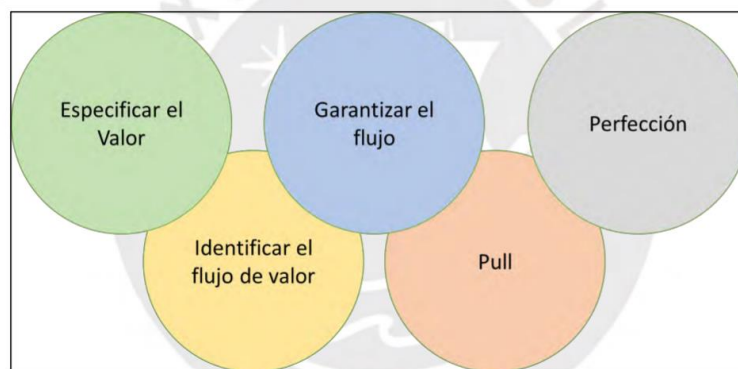 Especificar el
Valor
Identificar el
flujo de valor
Garantizar el
flujo
Pull
Perfección